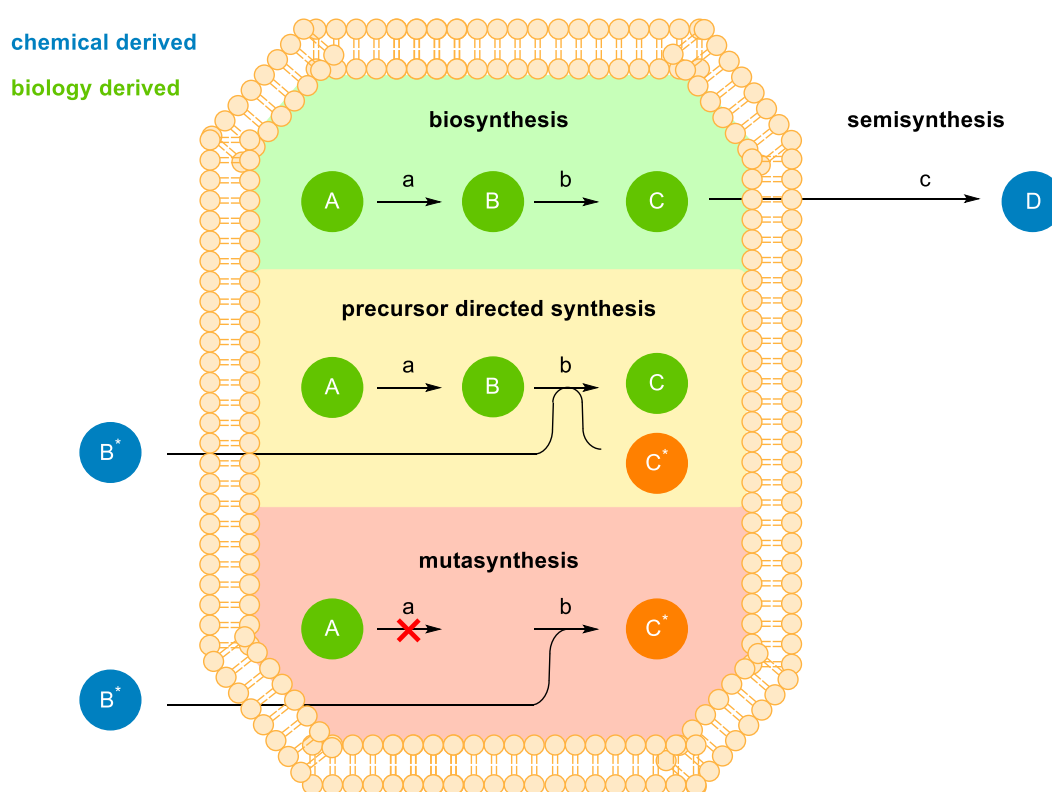 chemical derived
biology derived
biosynthesis
semisynthesis
a
b
c
A
B
C
D
precursor directed synthesis
a
b
A
B
C
B*
C*
mutasynthesis
a
b
A
C*
B*